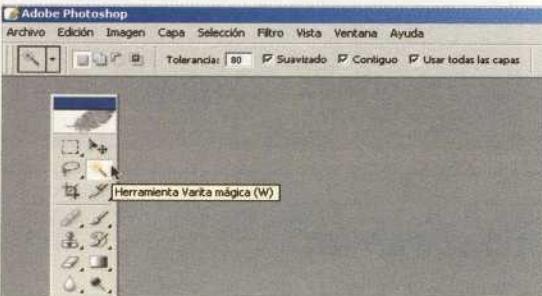 Adobe Photoshop
Archivo Edición Imagen Capa Selección Filtro Vista Ventana Ayuda
Tolerancia: 80 Suavizado Contiguo Usar todas las capas
Herramienta Varita mágica (W)